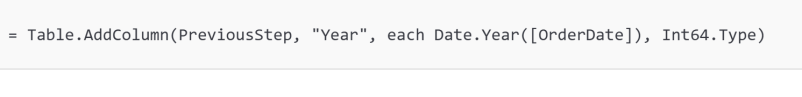 = Table.AddColumn(PreviousStep, "Year", each Date.Year([OrderDate]), Int64.Type)